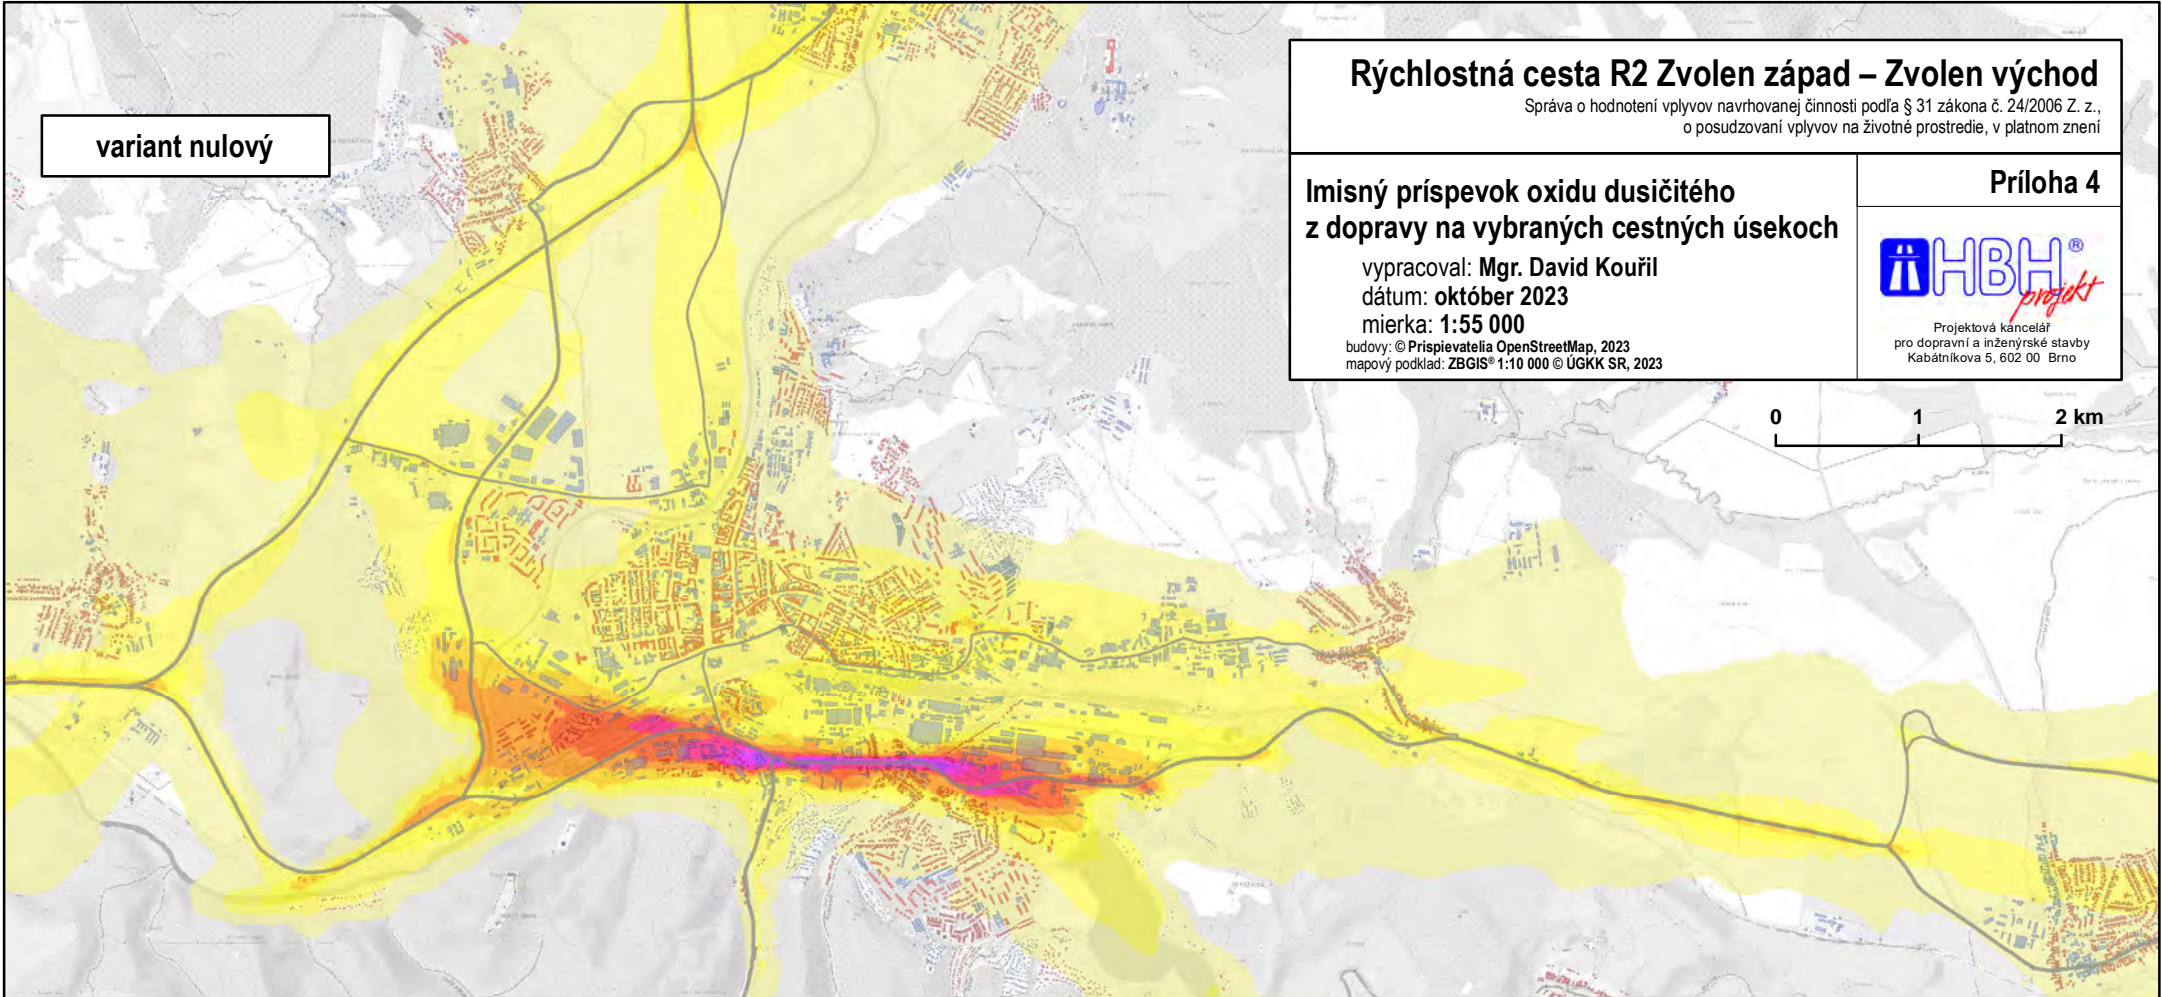 variant nulový
Rýchlostná cesta R2 Zvolen západ – Zvolen východ
Správa o hodnotení vplyvov navrhovanej činnosti podľa § 31 zákona č. 24/2006 Z. z.,
o posudzovaní vplyvov na životné prostredie, v platnom znení
Imisný príspevok oxidu dusičitého
z dopravy na vybraných cestných úsekoch
vypracoval: Mgr. David Kouřil
dátum: október 2023
mierka: 1:55 000
budovy: © Prispievatelia OpenStreetMap, 2023
mapový podklad: ZBGIS® 1:10 000 © ÚGKK SR, 2023
Príloha 4
HBH®
projekt
Projektová kancelář
pro dopravní a inženýrské stavby
Kabátníkova 5, 602 00 Brno
0 1 2 km